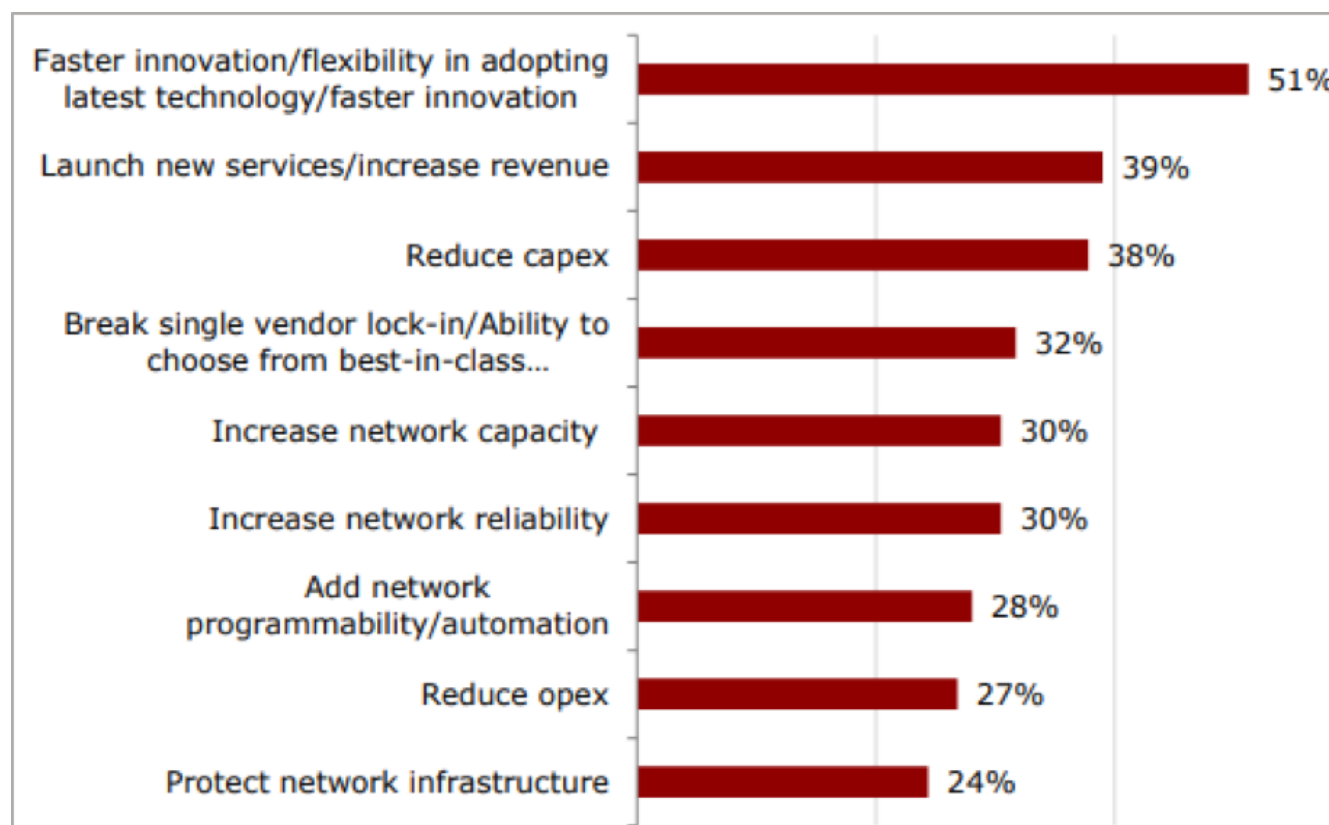 Faster innovation/flexibility in adopting
latest technology/faster innovation
51%
Launch new services/increase revenue
39%
Reduce capex
38%
Break single vendor lock-in/Ability to
choose from best-in-class...
32%
Increase network capacity
30%
Increase network reliability
30%
Add network
programmability/automation
28%
Reduce opex
27%
Protect network infrastructure
24%